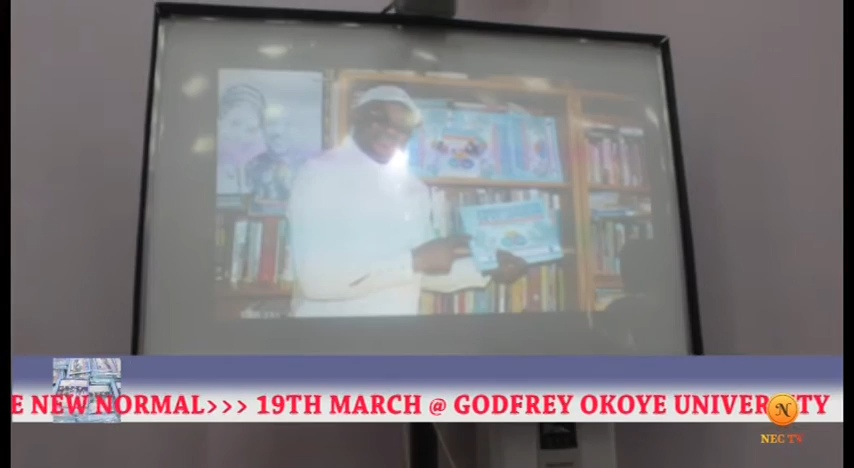 E NEW NORMAL>>> 19TH MARCH @ GODFREY OKOYE UNIVERSITY
N
NEC TV